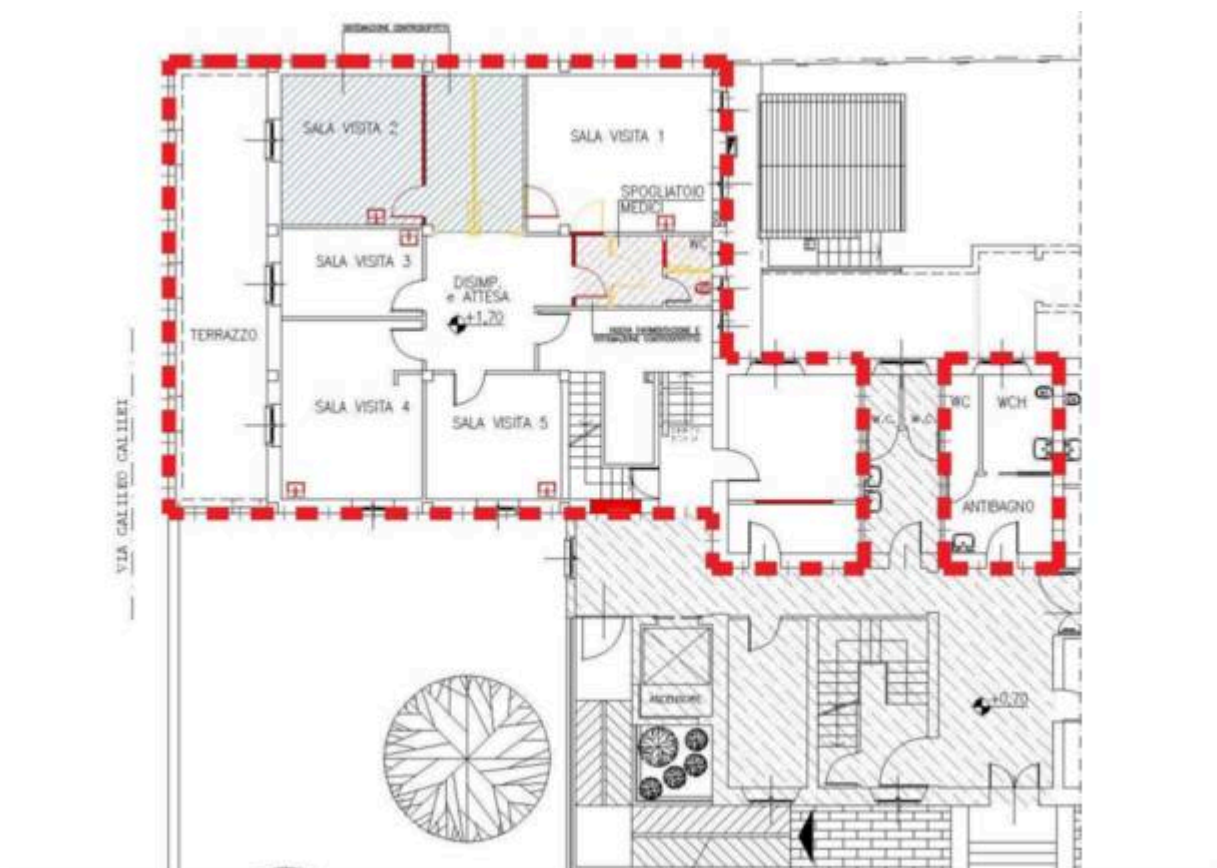 SALA VISITA 2
SALA VISITA 1
SPOGLIATOIO
MEDICI
WC
SALA VISITA 3
DISIMP.
e ATTESA
+1,70
TERRAZZO
SALA VISITA 4
SALA VISITA 5
VIA GALILEO GALILEI
W.C.
W.C.
WC
WCH
ANTIBAGNO
ASCENSORE
+0,70